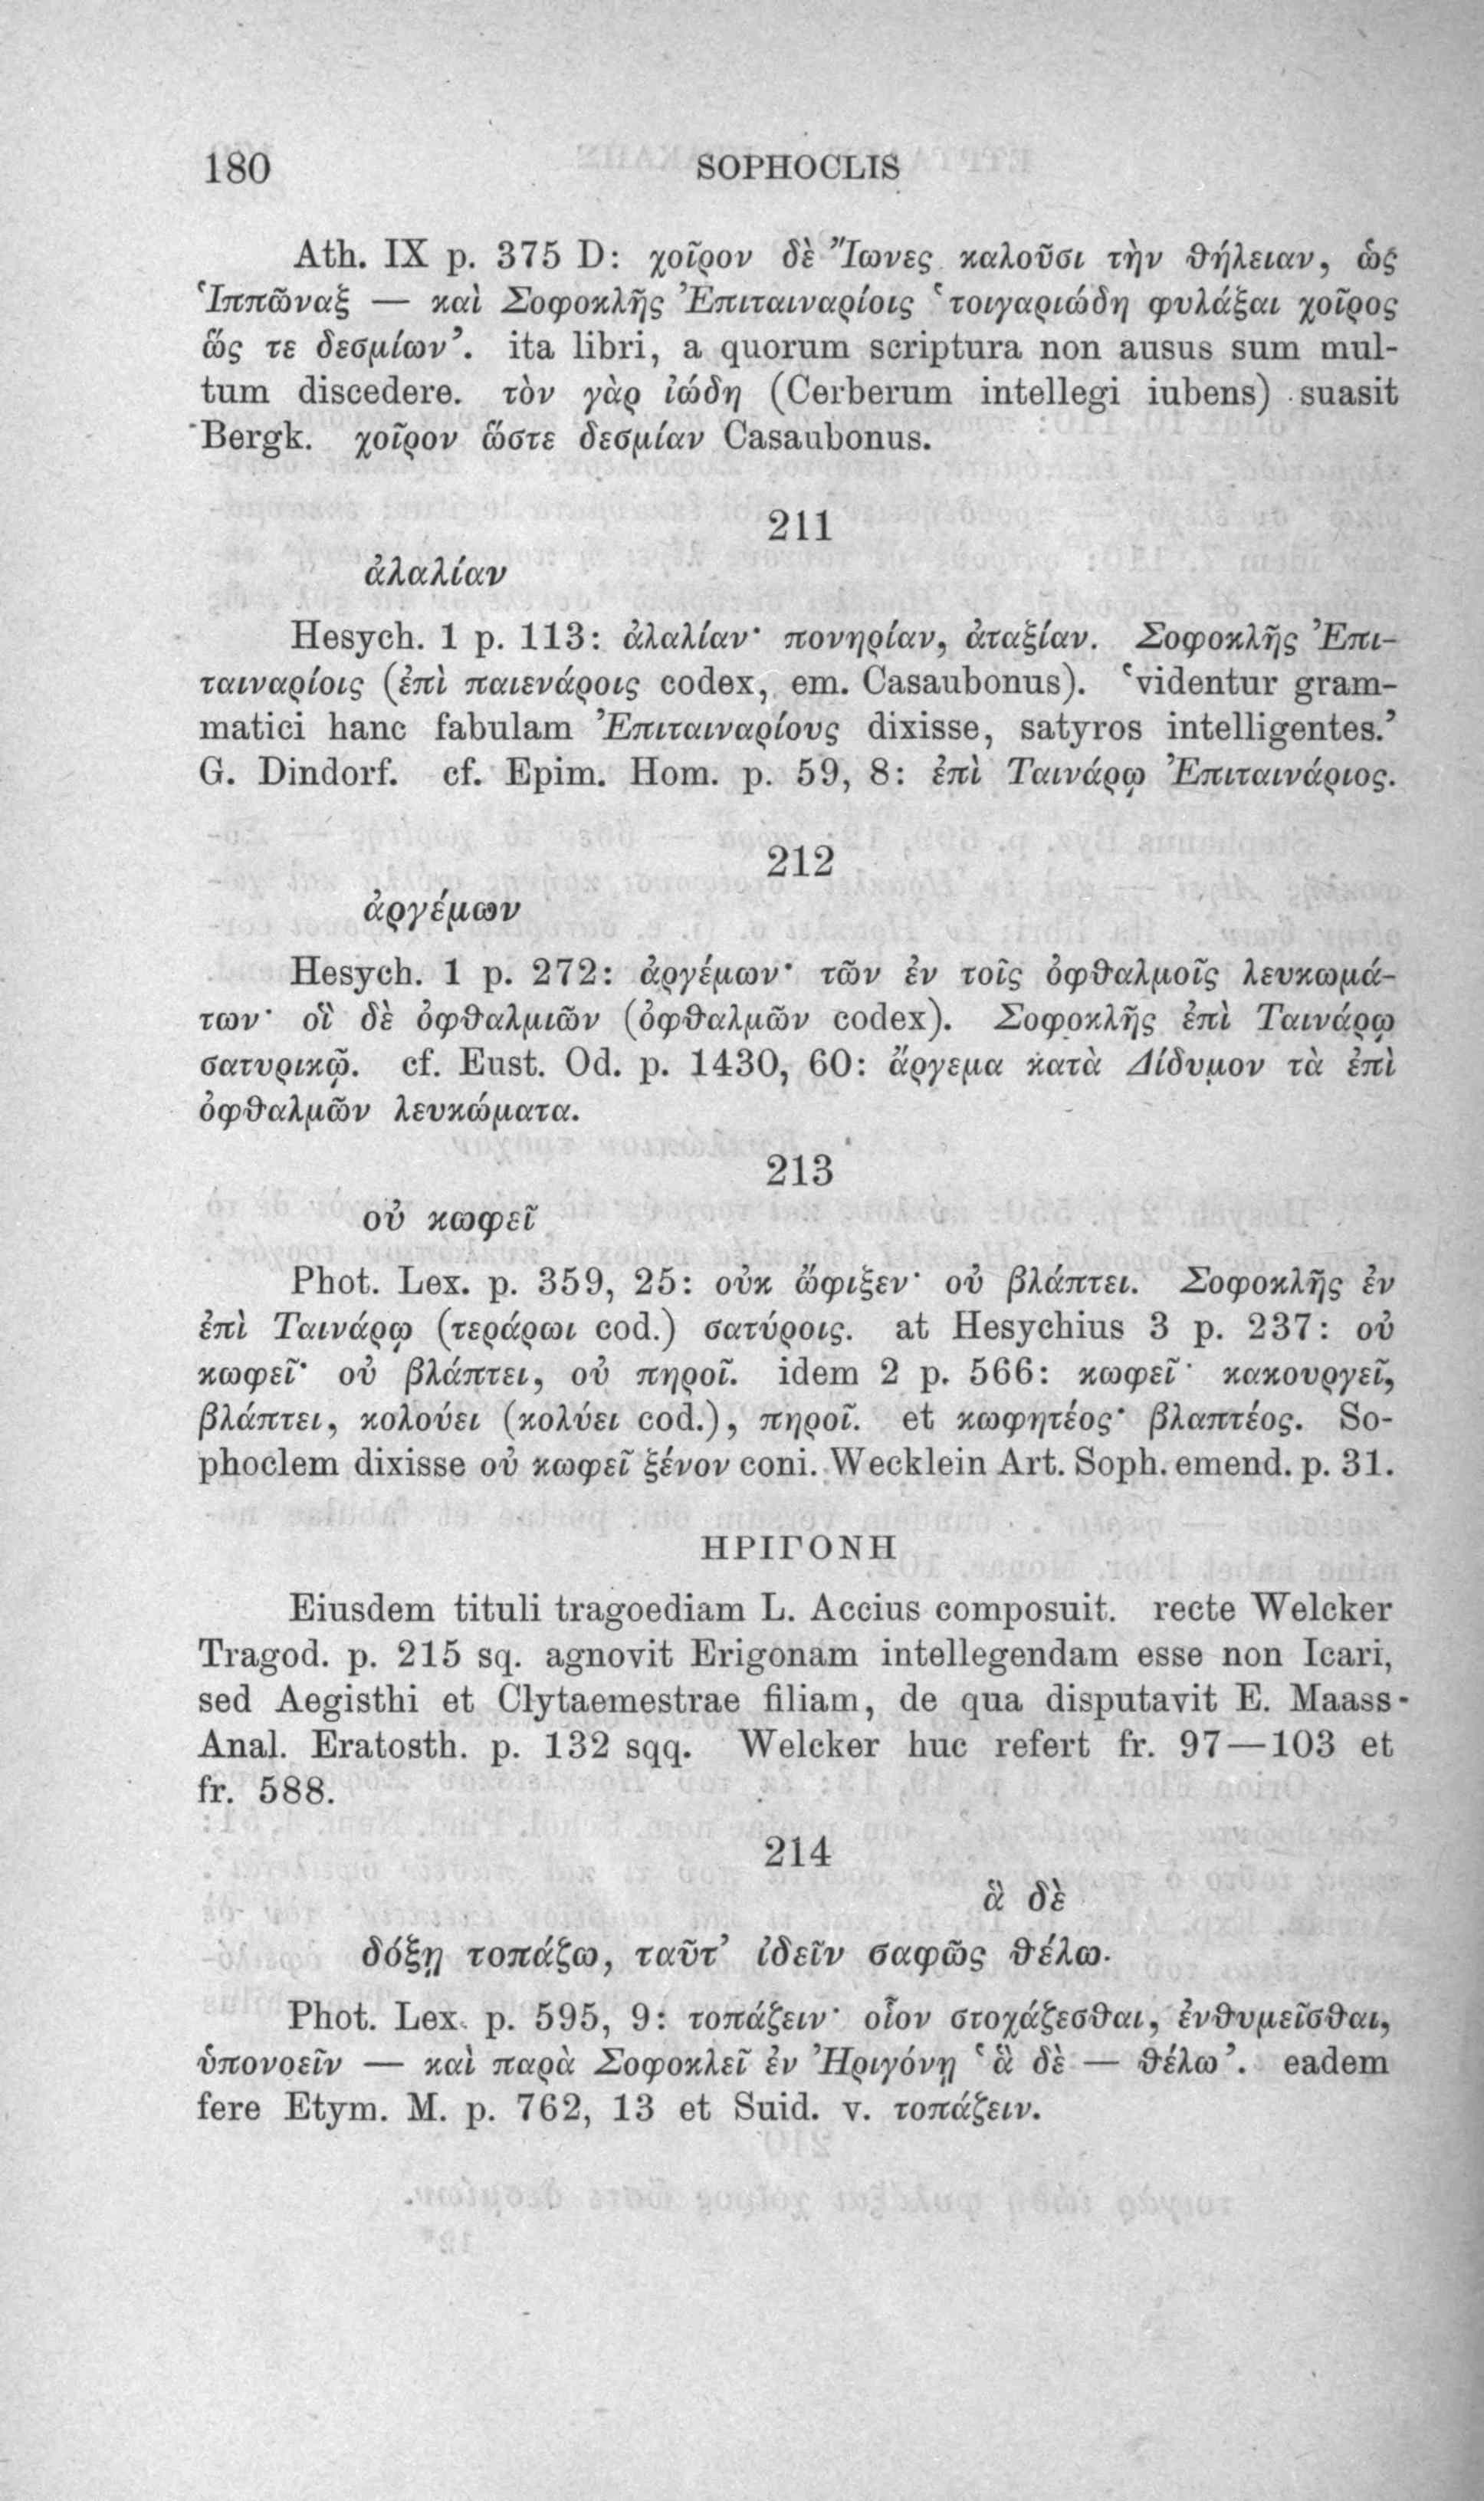 180 SOPHOCLIS
Ath. IX p. 375 D: χοῖρον δὲ Ἴωνες καλοῦσι τὴν θήλειαν, ὡς
Ἱππῶναξ — καὶ Σοφοκλῆς Ἐπιταιναρίοις ‘τοιγαριώδη φυλάξαι χοῖρος
ὥς τε δεσμίων’. ita libri, a quorum scriptura non ausus sum mul-
tum discedere. τὸν γὰρ ἰώδη (Cerberum intellegi iubens) suasit
Bergk. χοῖρον ὥστε δεσμίαν Casaubonus.
211
ἀλαλίαν
Hesych. 1 p. 113: ἀλαλίαν· πονηρίαν, ἀταξίαν. Σοφοκλῆς Ἐπι-
ταιναρίοις (ἐπὶ παιενάροις codex, em. Casaubonus). ‘videntur gram-
matici hanc fabulam Ἐπιταιναρίους dixisse, satyros intelligentes.’
G. Dindorf. cf. Epim. Hom. p. 59, 8: ἐπὶ Ταινάρῳ Ἐπιταινάριος.
212
ἀργέμων
Hesych. 1 p. 272: ἀργέμων· τῶν ἐν τοῖς ὀφθαλμοῖς λευκωμά-
των· οἳ δὲ ὀφθαλμιῶν (ὀφθαλμῶν codex). Σοφοκλῆς ἐπὶ Ταινάρῳ
σατυρικῷ. cf. Eust. Od. p. 1430, 60: ἄργεμα κατὰ Δίδυμον τὰ ἐπὶ
ὀφθαλμῶν λευκώματα.
213
οὐ κωφεῖ
Phot. Lex. p. 359, 25: οὐκ ὤφιξεν· οὐ βλάπτει. Σοφοκλῆς ἐν
ἐπὶ Ταινάρῳ (τεράρωι cod.) σατύροις. at Hesychius 3 p. 237: οὐ
κωφεῖ· οὐ βλάπτει, οὐ πηροῖ. idem 2 p. 566: κωφεῖ· κακουργεῖ,
βλάπτει, κολούει (κολύει cod.), πηροῖ. et κωφητέος· βλαπτέος. So-
phoclem dixisse οὐ κωφεῖ ξένον coni. Wecklein Art. Soph. emend. p. 31.
ΗΡΙΓΟΝΗ
Eiusdem tituli tragoediam L. Accius composuit. recte Welcker
Tragod. p. 215 sq. agnovit Erigonam intellegendam esse non Icari,
sed Aegisthi et Clytaemestrae filiam, de qua disputavit E. Maass
Anal. Eratosth. p. 132 sqq. Welcker huc refert fr. 97—103 et
fr. 588.
214
ἃ δὲ
δόξῃ τοπάζω, ταῦτ’ ἰδεῖν σαφῶς θέλω.
Phot. Lex. p. 595, 9: τοπάζειν· οἷον στοχάζεσθαι, ἐνθυμεῖσθαι,
ὑπονοεῖν — καὶ παρὰ Σοφοκλεῖ ἐν Ἠριγόνῃ ‘ἃ δὲ — θέλω’. eadem
fere Etym. M. p. 762, 13 et Suid. v. τοπάζειν.